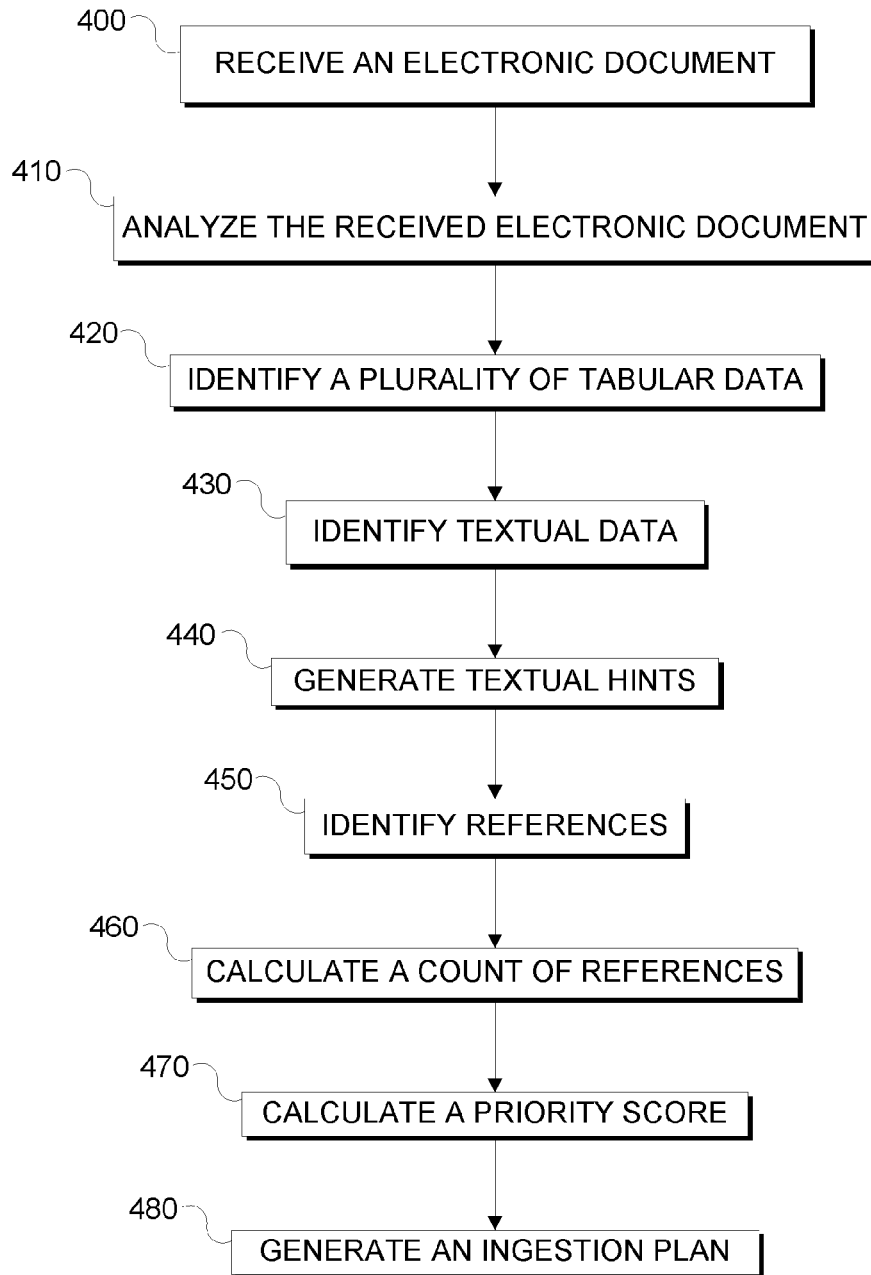 400
RECEIVE AN ELECTRONIC DOCUMENT
410
ANALYZE THE RECEIVED ELECTRONIC DOCUMENT
420
IDENTIFY A PLURALITY OF TABULAR DATA
430
IDENTIFY TEXTUAL DATA
440
GENERATE TEXTUAL HINTS
450
IDENTIFY REFERENCES
460
CALCULATE A COUNT OF REFERENCES
470
CALCULATE A PRIORITY SCORE
480
GENERATE AN INGESTION PLAN